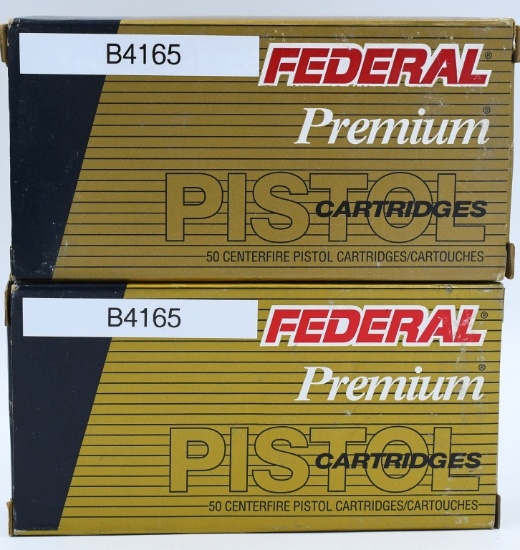 B4165
FEDERAL®
Premium®
PISTOL
CARTRIDGES
50 CENTERFIRE PISTOL CARTRIDGES/CARTOUCHES
B4165
FEDERAL®
Premium®
PISTOL
CARTRIDGES
50 CENTERFIRE PISTOL CARTRIDGES/CARTOUCHES